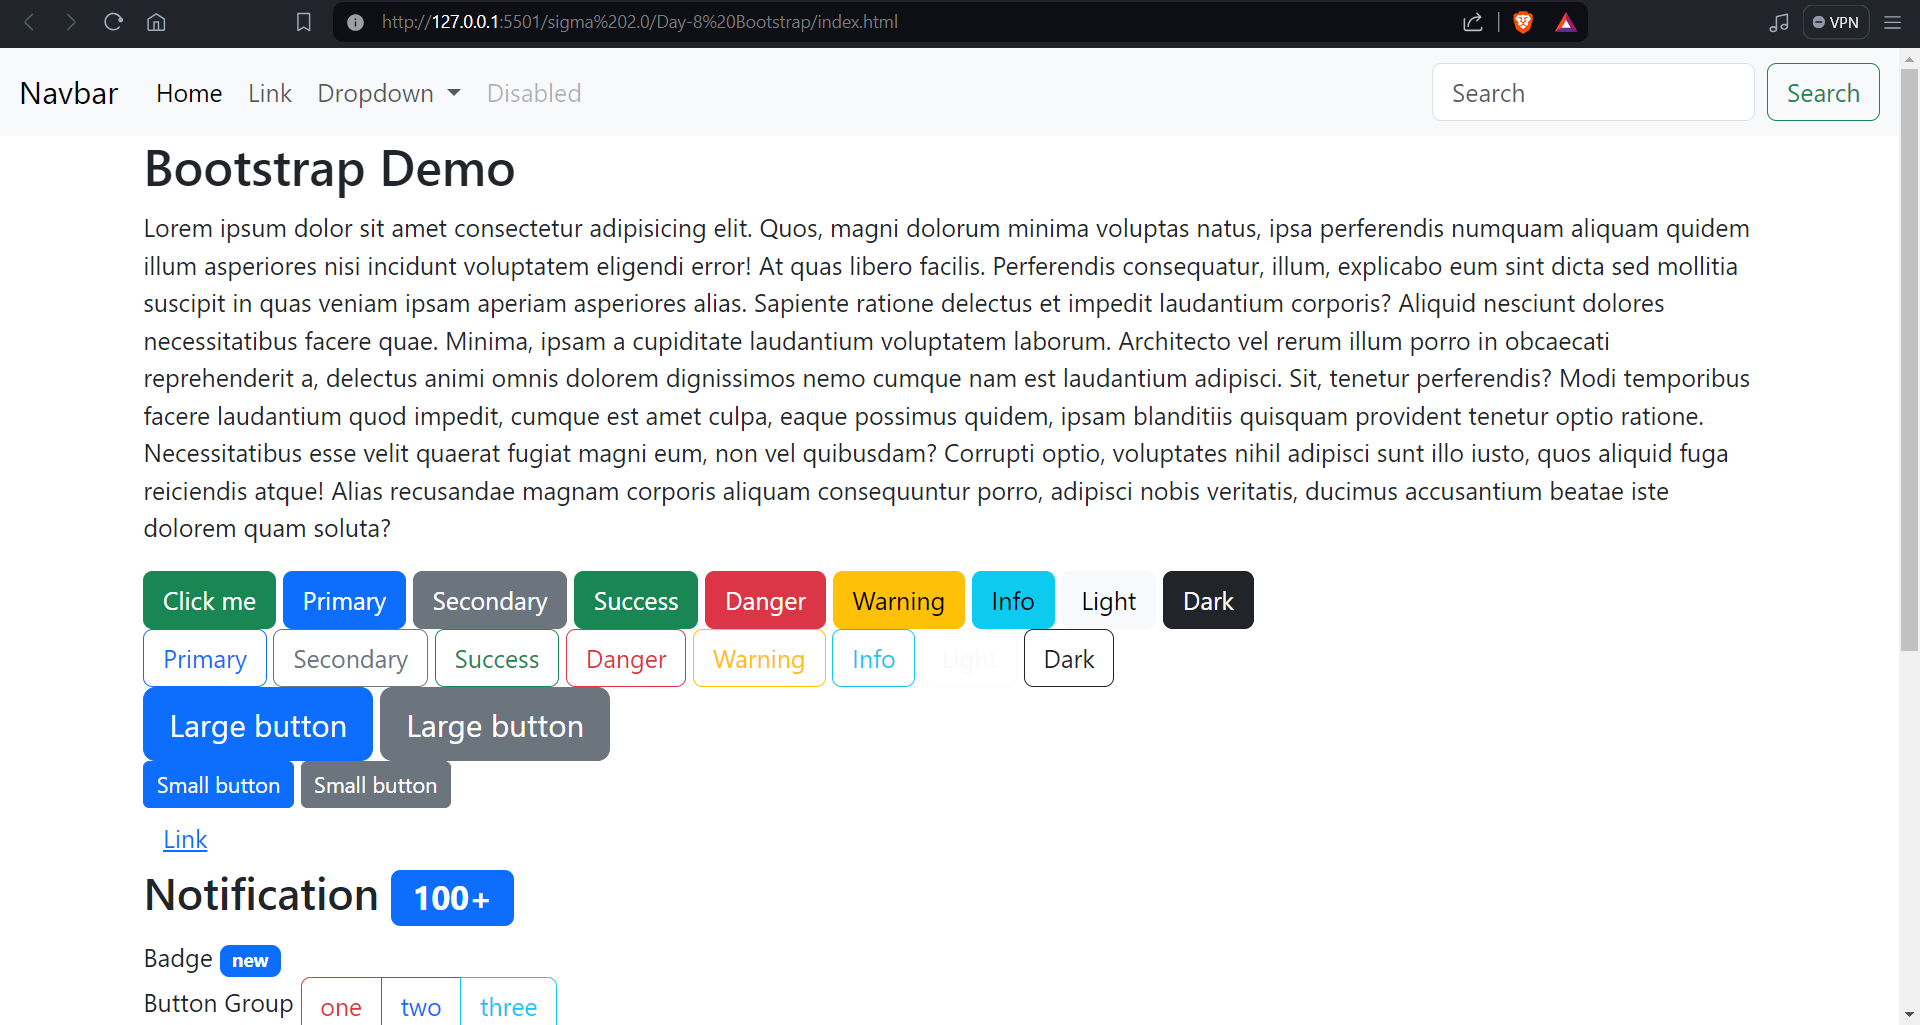 http://127.0.0.1:5501/sigma%202.0/Day-8%20Bootstrap/index.html
VPN
Navbar Home Link Dropdown Disabled Search Search
Bootstrap Demo
Lorem ipsum dolor sit amet consectetur adipisicing elit. Quos, magni dolorum minima voluptas natus, ipsa perferendis numquam aliquam quidem
illum asperiores nisi incidunt voluptatem eligendi error! At quas libero facilis. Perferendis consequatur, illum, explicabo eum sint dicta sed mollitia
suscipit in quas veniam ipsam aperiam asperiores alias. Sapiente ratione delectus et impedit laudantium corporis? Aliquid nesciunt dolores
necessitatibus facere quae. Minima, ipsam a cupiditate laudantium voluptatem laborum. Architecto vel rerum illum porro in obcaecati
reprehenderit a, delectus animi omnis dolorem dignissimos nemo cumque nam est laudantium adipisci. Sit, tenetur perferendis? Modi temporibus
facere laudantium quod impedit, cumque est amet culpa, eaque possimus quidem, ipsam blanditiis quisquam provident tenetur optio ratione.
Necessitatibus esse velit quaerat fugiat magni eum, non vel quibusdam? Corrupti optio, voluptates nihil adipisci sunt illo iusto, quos aliquid fuga
reiciendis atque! Alias recusandae magnam corporis aliquam consequuntur porro, adipisci nobis veritatis, ducimus accusantium beatae iste
dolorem quam soluta?
Click me Primary Secondary Success Danger Warning Info Light Dark
Primary Secondary Success Danger Warning Info Light Dark
Large button Large button
Small button Small button
Link
Notification 100+
Badge new
Button Group one two three